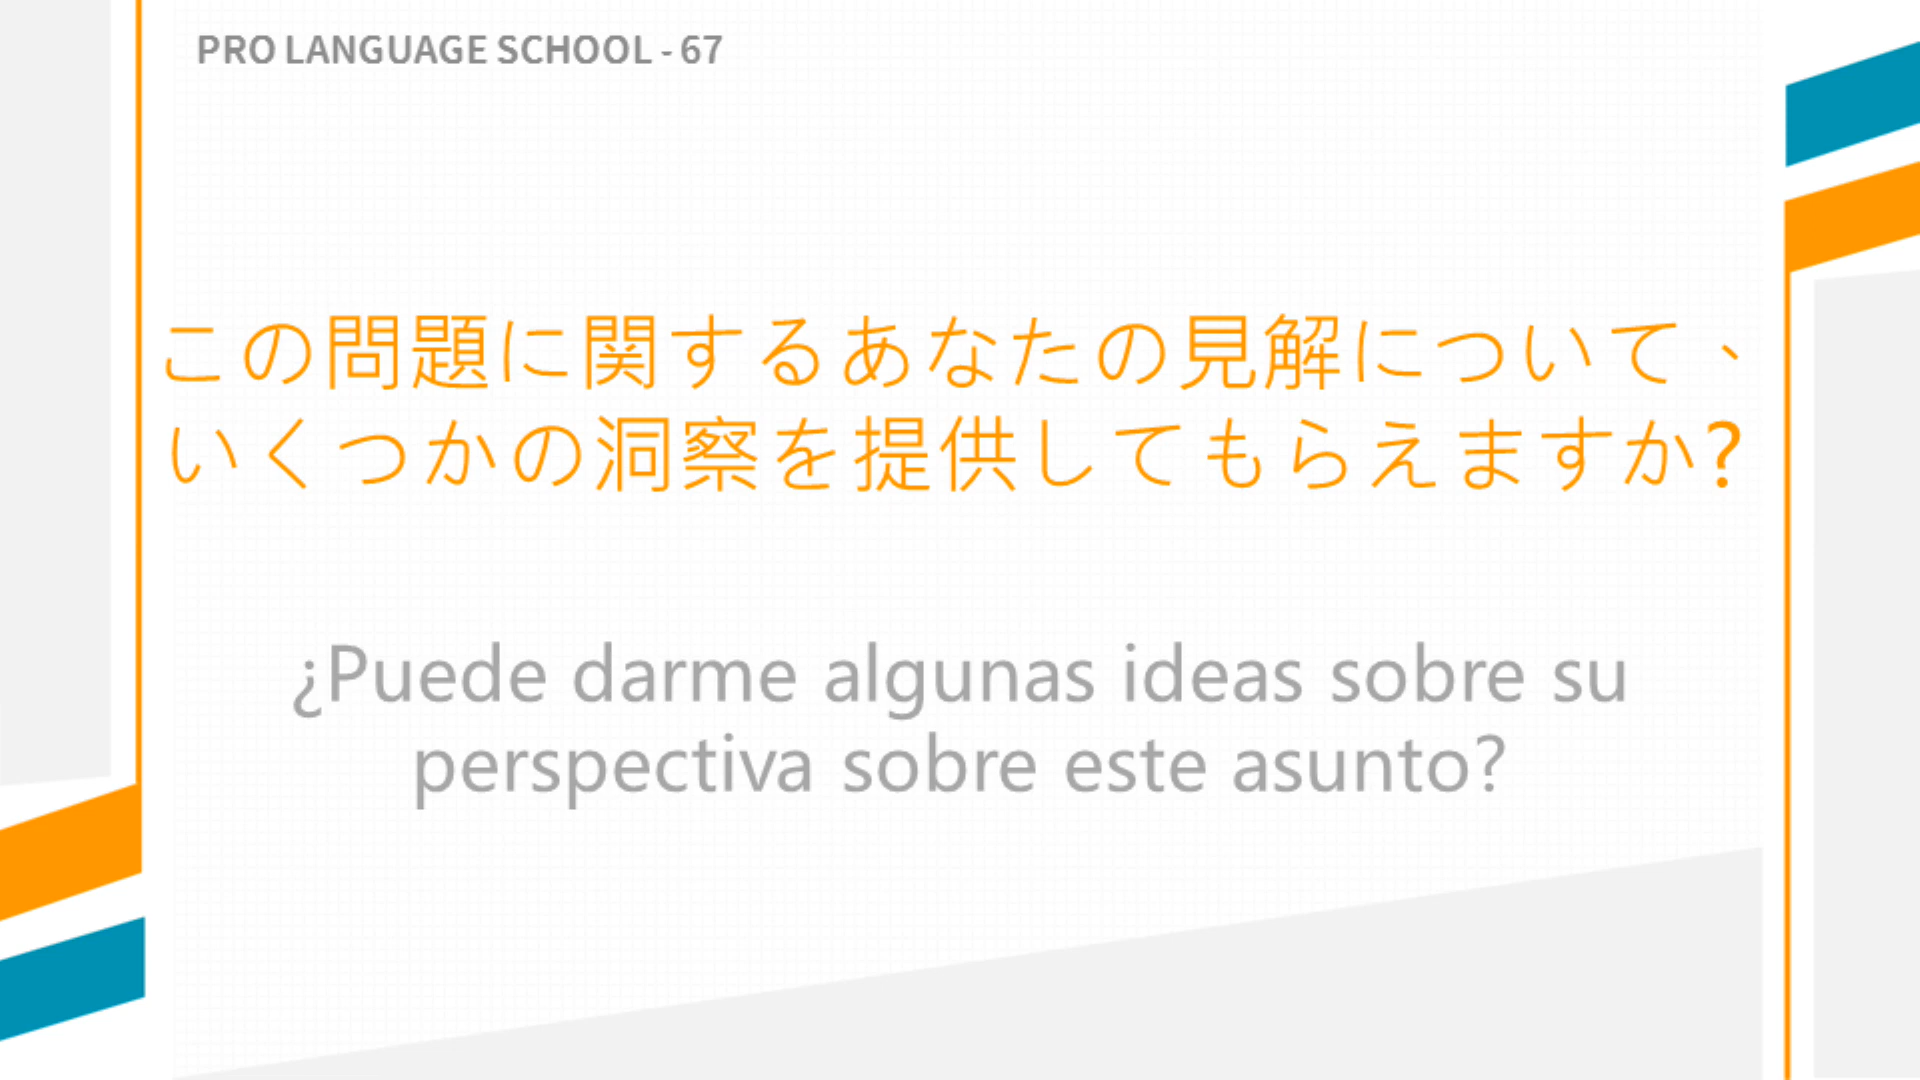 PRO LANGUAGE SCHOOL - 67
この問題に関するあなたの見解について、
いくつかの洞察を提供してもらえますか?
¿Puede darme algunas ideas sobre su
perspectiva sobre este asunto?